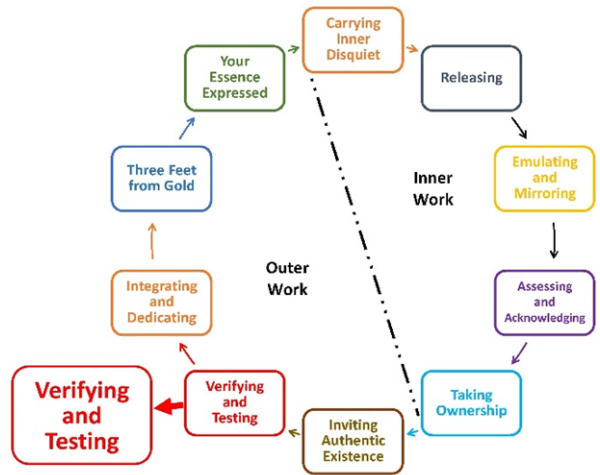 Carrying
Inner
Disquiet
Releasing
Emulating
and
Mirroring
Assessing
and
Acknowledging
Taking
Ownership
Inviting
Authentic
Existence
Verifying
and
Testing
Verifying
and
Testing
Integrating
and
Dedicating
Three Feet
from Gold
Your
Essence
Expressed
Inner
Work
Outer
Work